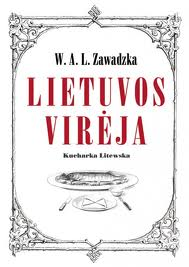 W. A. L. Zawadzka
LIETUVOS
VIRĖJA
Kucharka Litewska